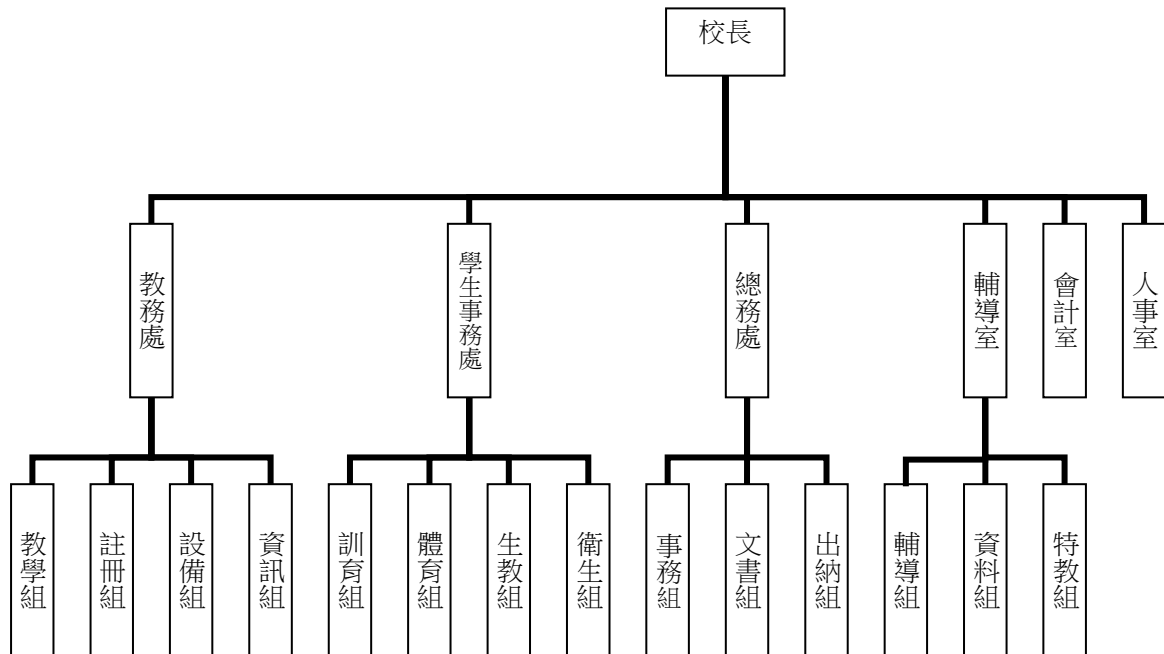 校長
教務處
學生事務處
總務處
輔導室
會計室
人事室
教學組
註冊組
設備組
資訊組
訓育組
體育組
生教組
衛生組
事務組
文書組
出納組
輔導組
資料組
特教組